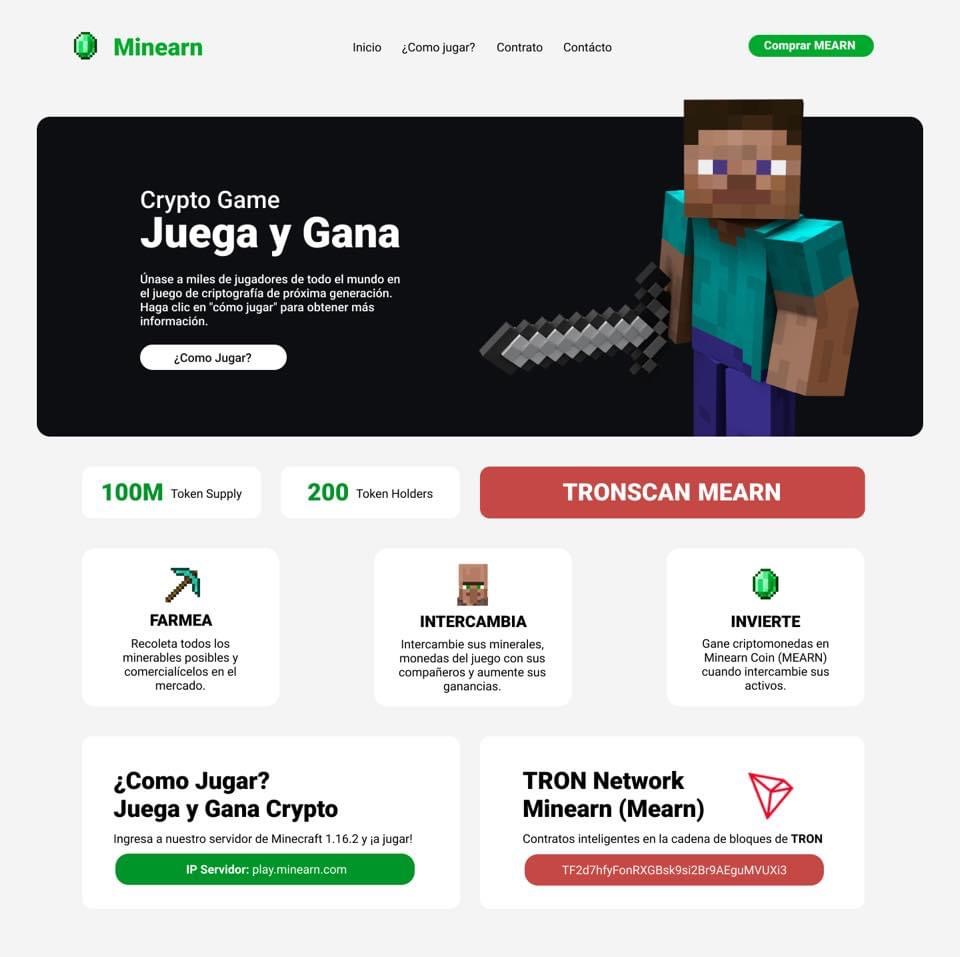 Minearn
Inicio
¿Como jugar?
Contrato
Contácto
Comprar MEARN
Crypto Game
Juega y Gana
Únase a miles de jugadores de todo el mundo en
el juego de criptografía de próxima generación.
Haga clic en "cómo jugar" para obtener más
información.
¿Como Jugar?
100M Token Supply
200 Token Holders
TRONSCAN MEARN
FARMEA
Recoleta todos los
minerables posibles y
comercialícelos en el
mercado.
INTERCAMBIA
Intercambie sus minerales,
monedas del juego con sus
compañeros y aumente sus
ganancias.
INVIERTE
Gane criptomonedas en
Minearn Coin (MEARN)
cuando intercambie sus
activos.
¿Como Jugar?
Juega y Gana Crypto
Ingresa a nuestro servidor de Minecraft 1.16.2 y ¡a jugar!
IP Servidor: play.minearn.com
TRON Network
Minearn (Mearn)
Contratos inteligentes en la cadena de bloques de TRON
TF2d7hfyFonRXGBsk9si2Br9AEguMVUXi3